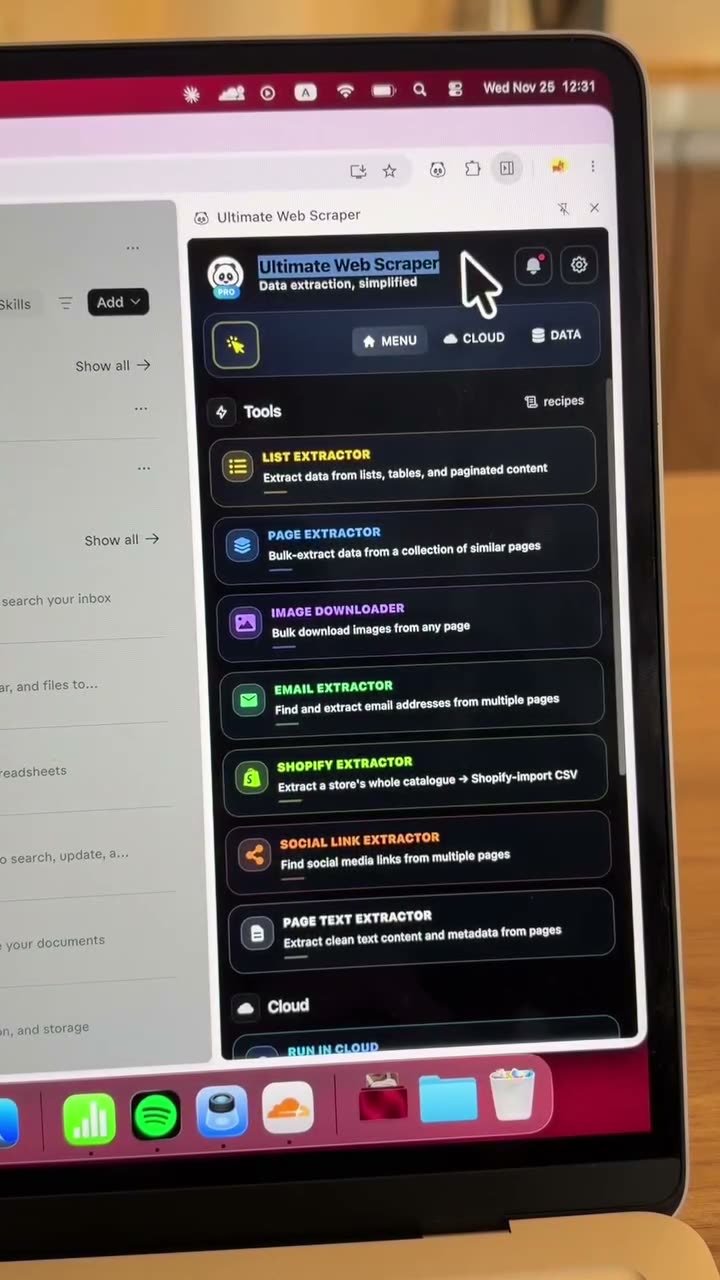 A
Wed Nov 25 12:31
Ultimate Web Scraper
Ultimate Web Scraper
Data extraction, simplified
PRO
MENU
CLOUD
DATA
Tools
recipes
LIST EXTRACTOR
Extract data from lists, tables, and paginated content
PAGE EXTRACTOR
Bulk-extract data from a collection of similar pages
IMAGE DOWNLOADER
Bulk download images from any page
EMAIL EXTRACTOR
Find and extract email addresses from multiple pages
SHOPIFY EXTRACTOR
Extract a store's whole catalogue → Shopify-import CSV
SOCIAL LINK EXTRACTOR
Find social media links from multiple pages
PAGE TEXT EXTRACTOR
Extract clean text content and metadata from pages
Cloud
RUN IN CLOUD
Skills
Add
Show all →
Show all →
search your inbox
ar, and files to...
readsheets
o search, update, a...
your documents
on, and storage